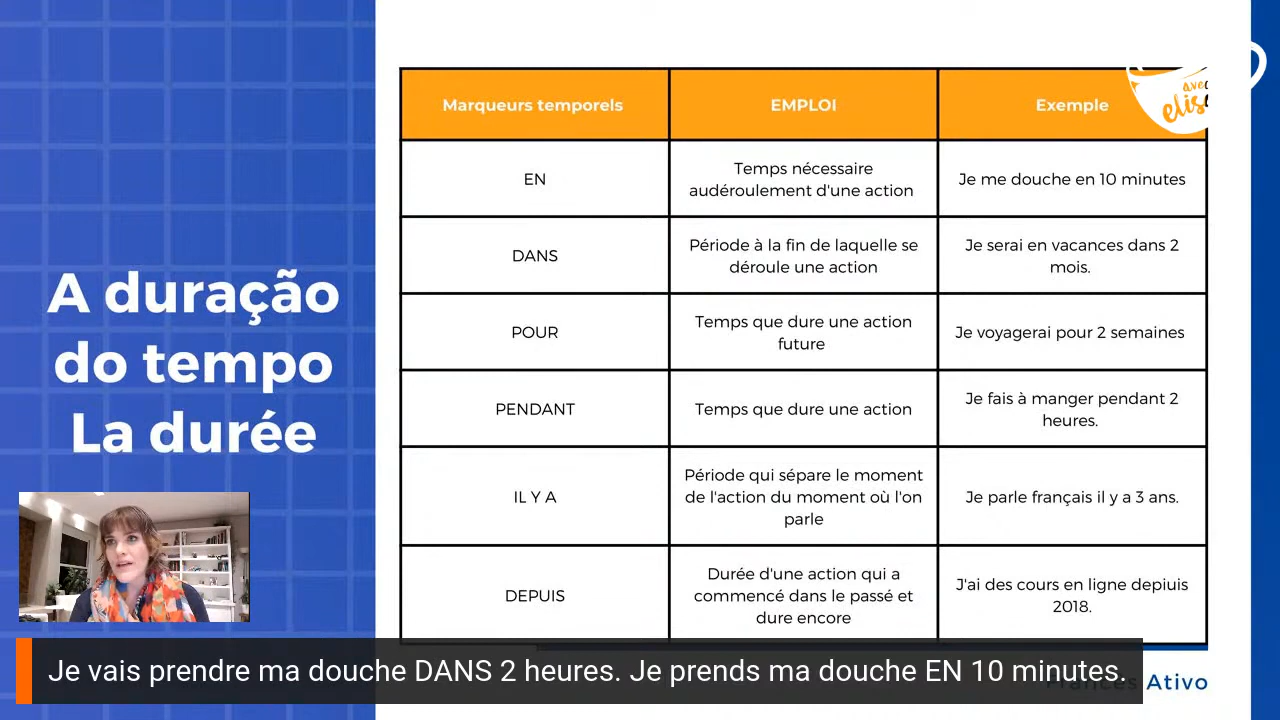 A duração
do tempo
La durée
Marqueurs temporels
EMPLOI
Exemple
EN
Temps nécessaire
audéroulement d'une action
Je me douche en 10 minutes
DANS
Période à la fin de laquelle se
déroule une action
Je serai en vacances dans 2
mois.
POUR
Temps que dure une action
future
Je voyagerai pour 2 semaines
PENDANT
Temps que dure une action
Je fais à manger pendant 2
heures.
IL Y A
Période qui sépare le moment
de l'action du moment où l'on
parle
Je parle français il y a 3 ans.
DEPUIS
Durée d'une action qui a
commencé dans le passé et
dure encore
J'ai des cours en ligne depiuis
2018.
Je vais prendre ma douche DANS 2 heures. Je prends ma douche EN 10 minutes.
Ativo